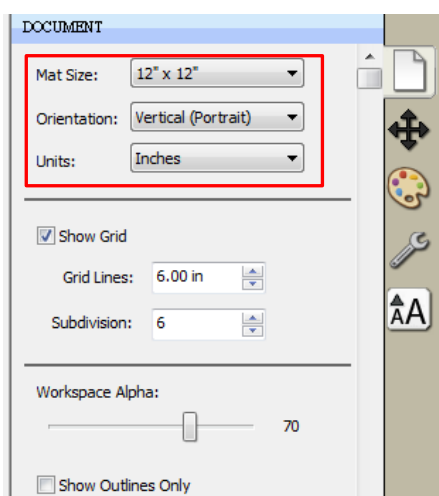 DOCUMENT
Mat Size: 12" x 12"
Orientation: Vertical (Portrait)
Units: Inches
Show Grid
Grid Lines: 6.00 in
Subdivision: 6
Workspace Alpha:
70
Show Outlines Only
AA